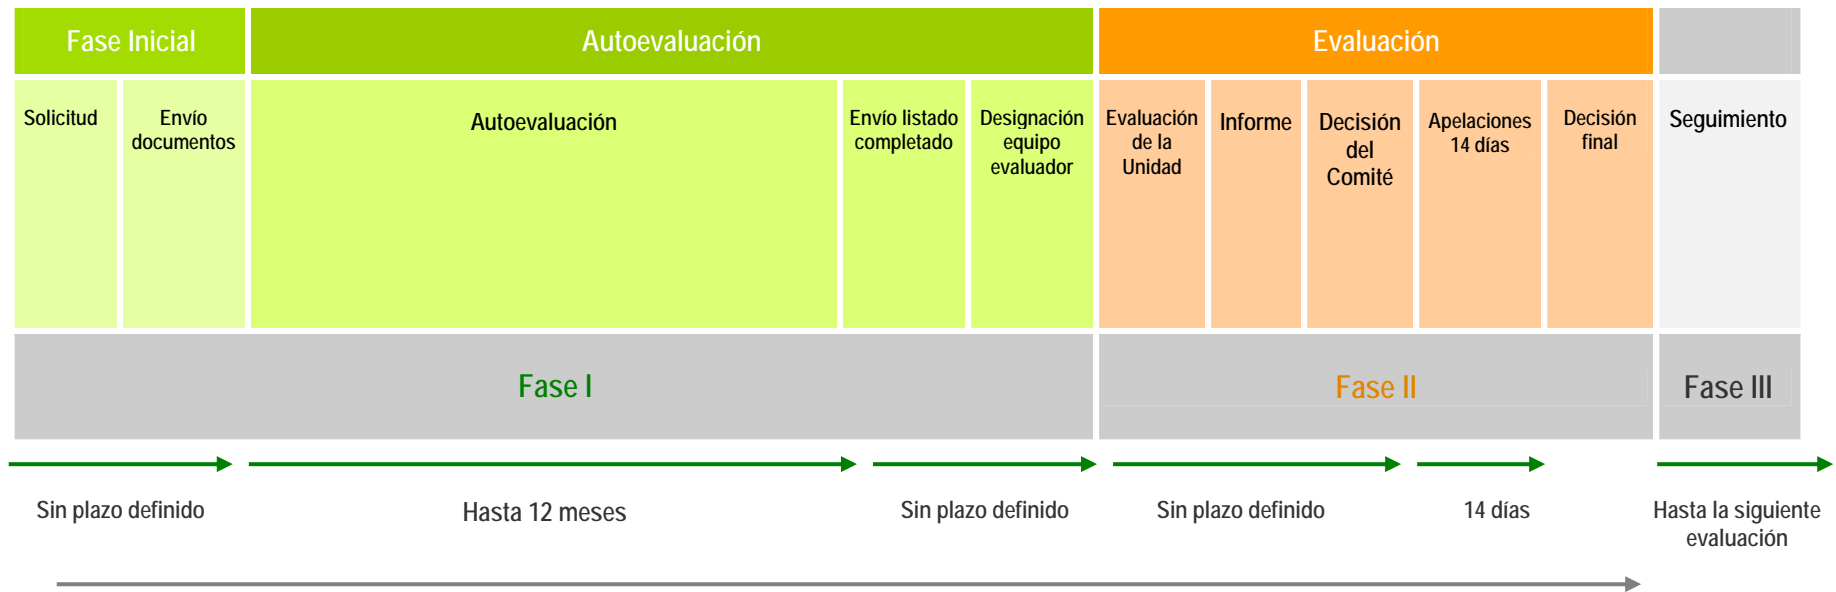 Fase Inicial
Autoevaluación
Evaluación
Solicitud
Envío
documentos
Autoevaluación
Envío listado
completado
Designación
equipo
evaluador
Evaluación
de la
Unidad
Informe
Decisión
del
Comité
Apelaciones
14 días
Decisión
final
Seguimiento
Fase I
Fase II
Fase III
Sin plazo definido
Hasta 12 meses
Sin plazo definido
Sin plazo definido
14 días
Hasta la siguiente
evaluación